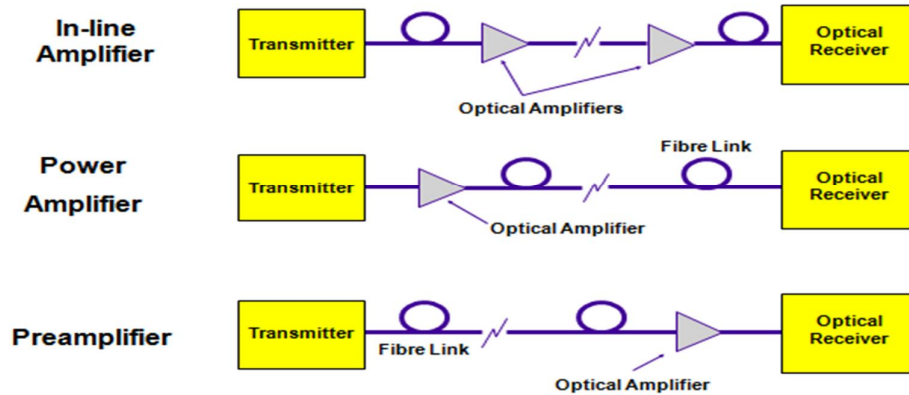 In-line
Amplifier
Transmitter
Optical
Receiver
Optical Amplifiers
Power
Amplifier
Transmitter
Fibre Link
Optical
Receiver
Optical Amplifier
Preamplifier
Transmitter
Fibre Link
Optical
Receiver
Optical Amplifier